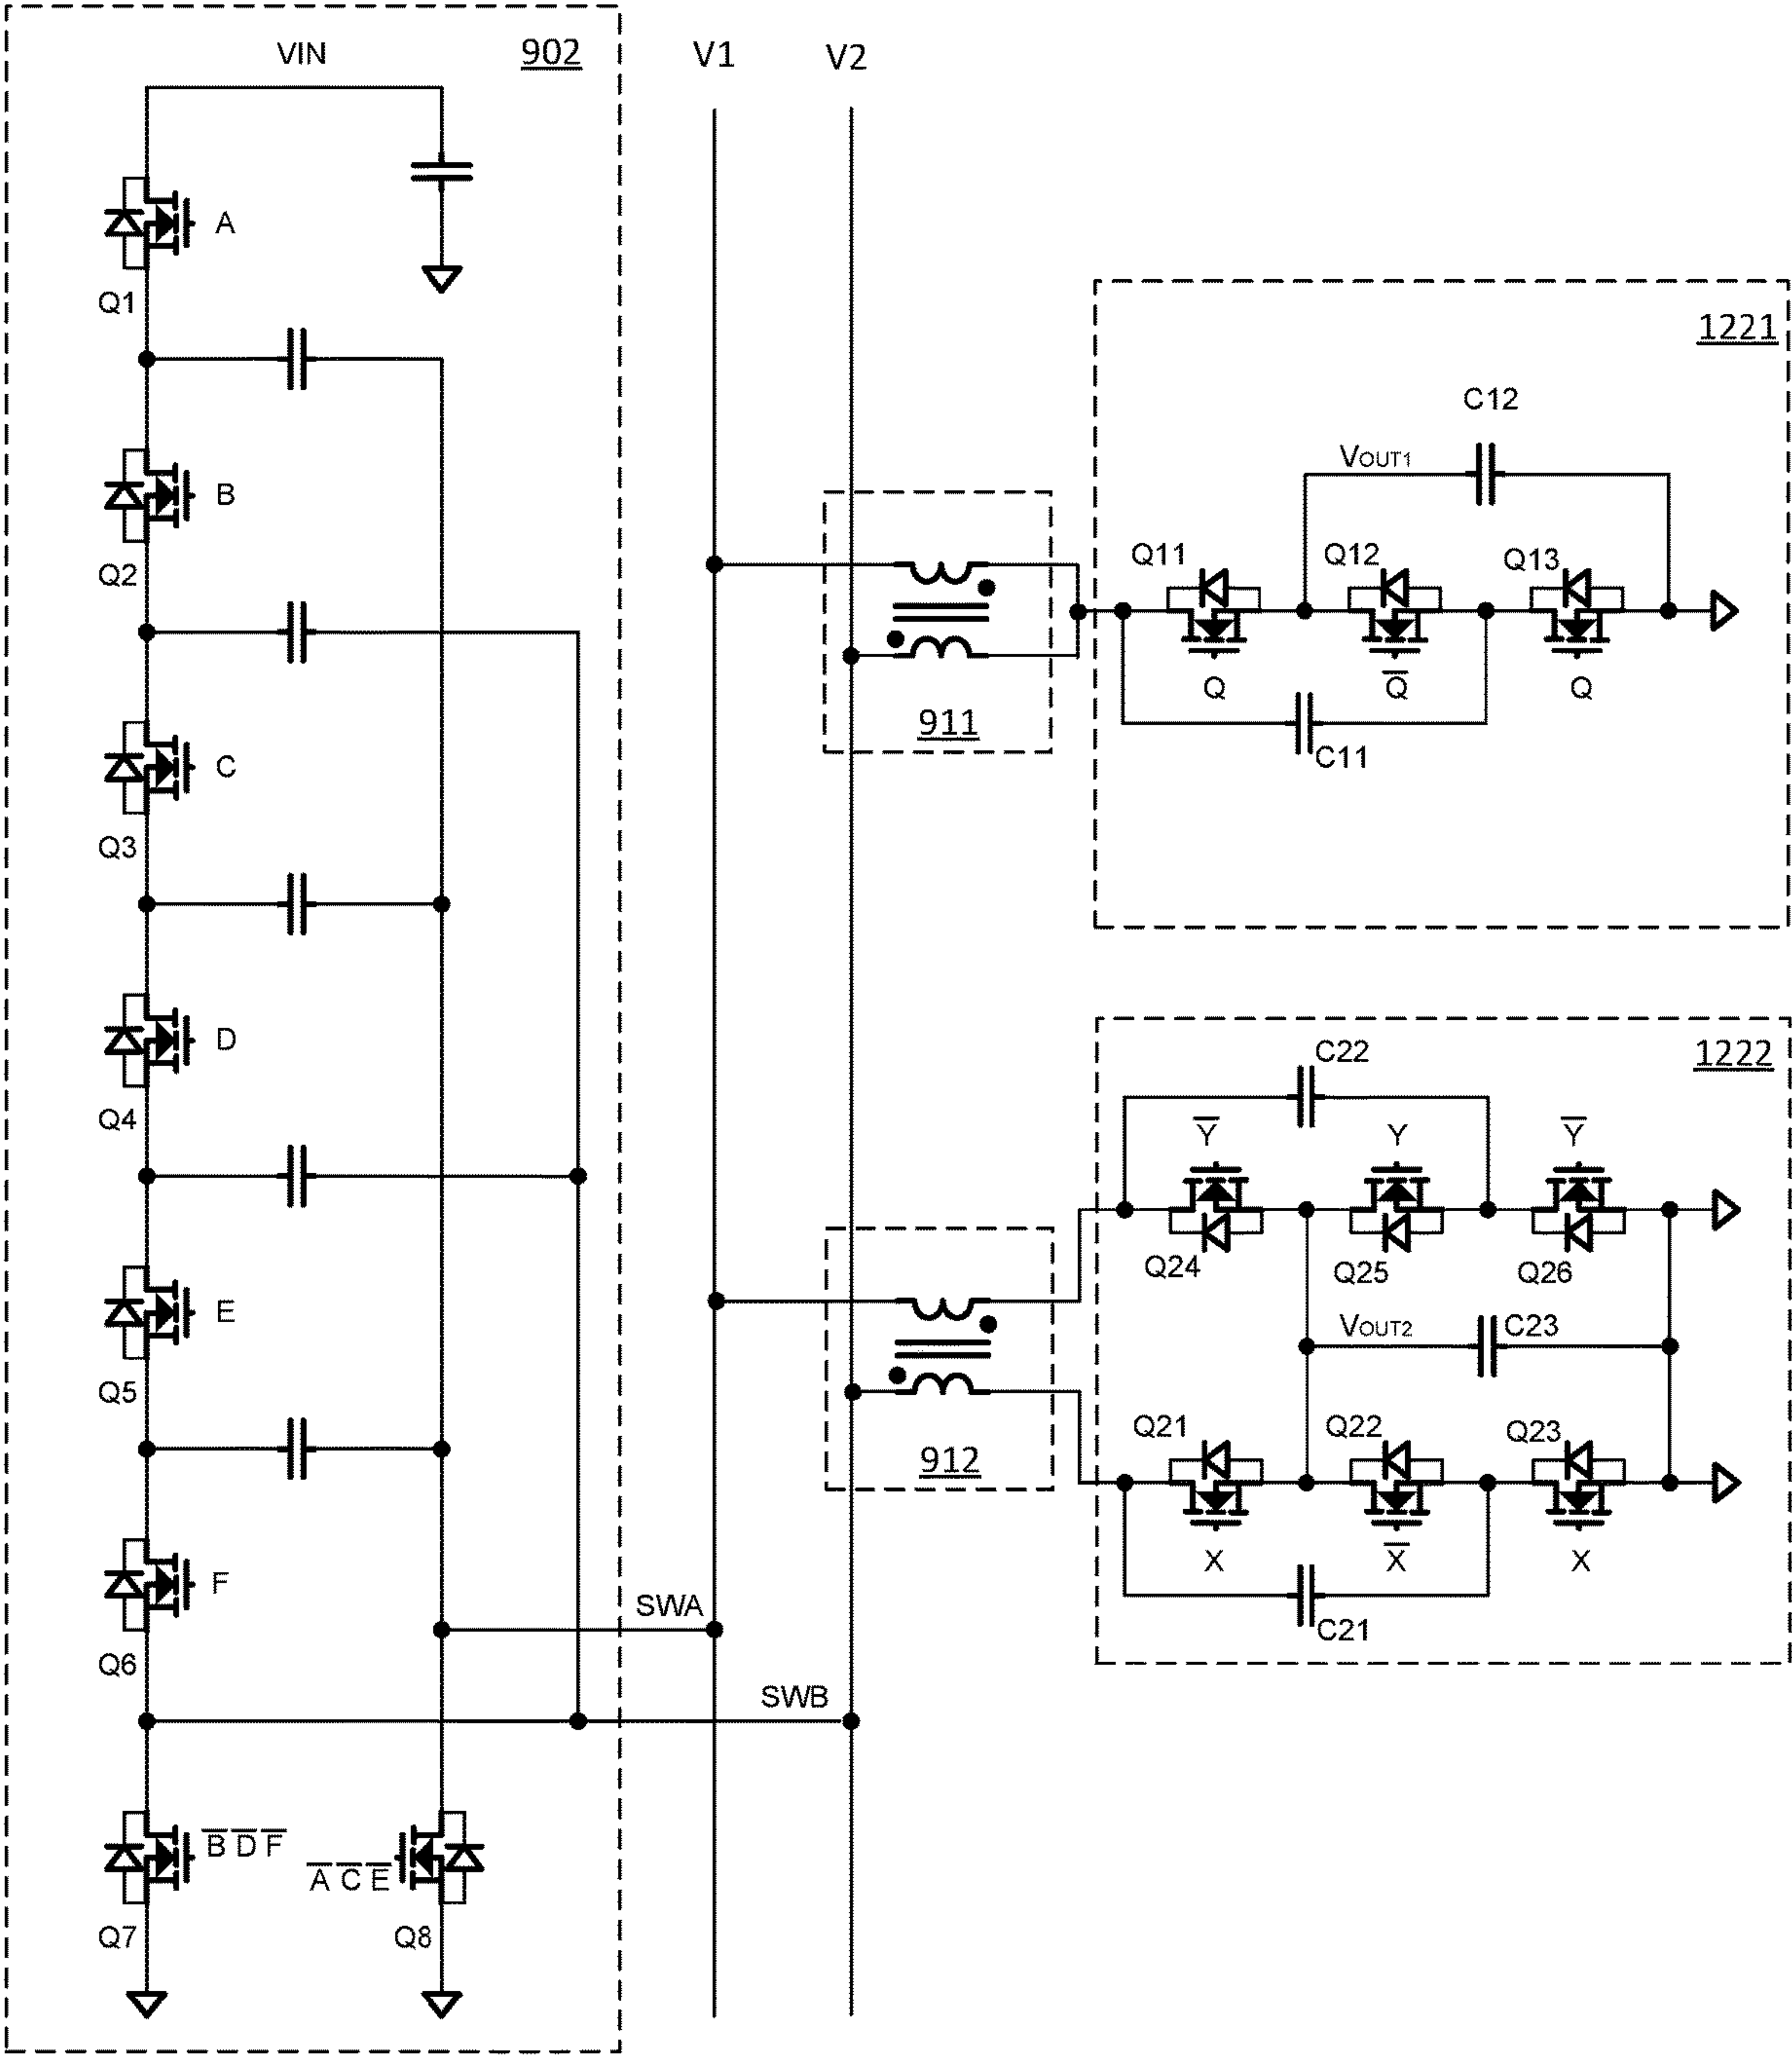 VIN
902
V1
V2
A
Q1
B
Q2
C
Q3
D
Q4
E
Q5
F
Q6
SWA
SWB
B̅ D̅ F̅
Q7
A̅ C̅ E̅
Q8
911
912
1221
C12
VOUT1
Q11
Q12
Q13
Q
Q̅
Q
C11
1222
C22
Y̅
Y
Y̅
Q24
Q25
Q26
VOUT2
C23
Q21
Q22
Q23
X
X̅
X
C21